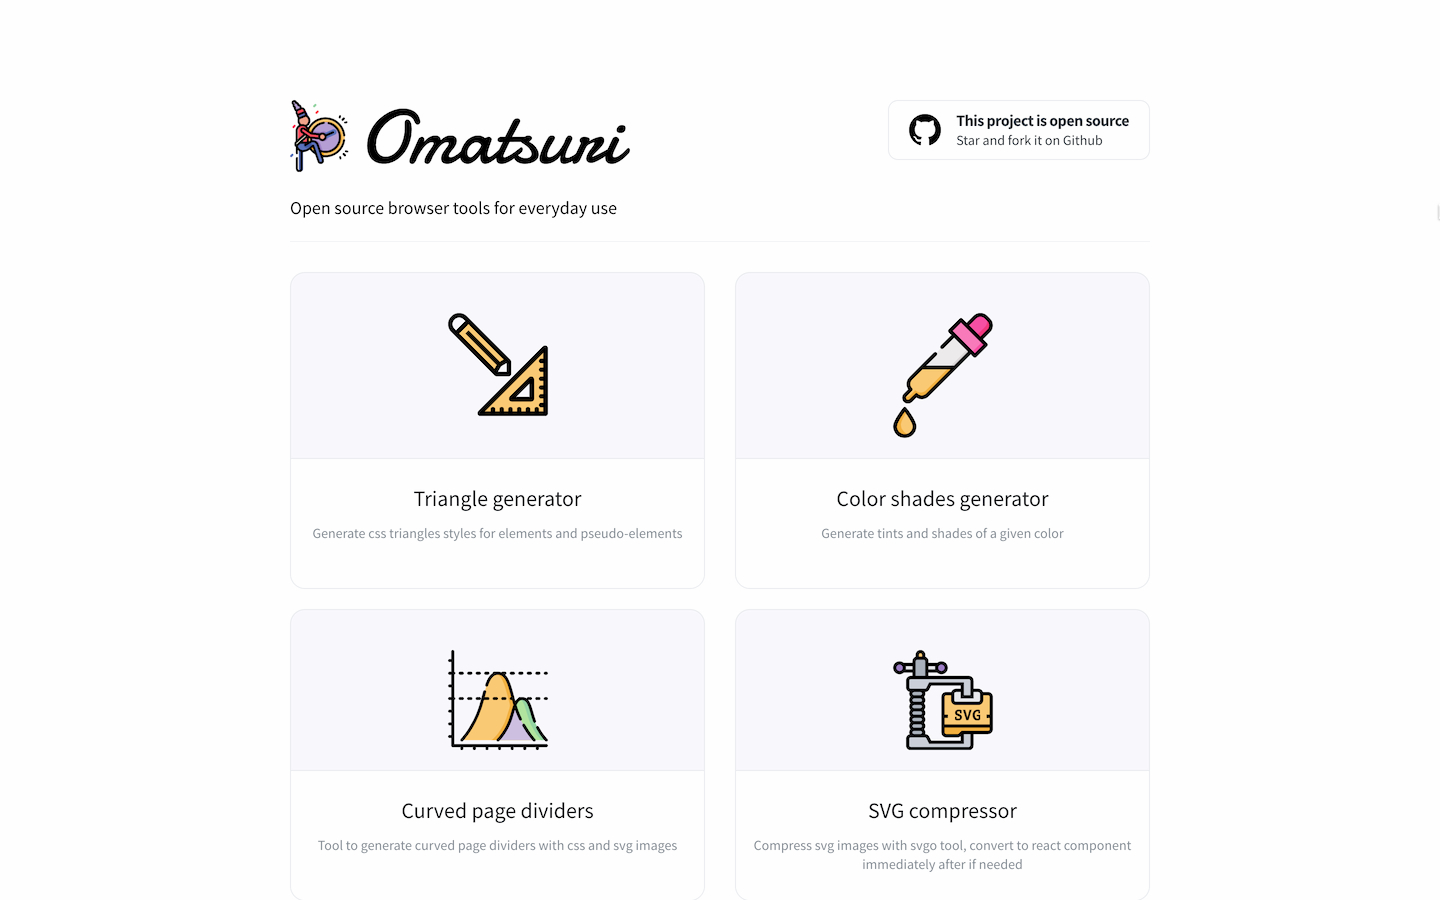 Omatsuri
This project is open source
Star and fork it on Github
Open source browser tools for everyday use
Triangle generator
Generate css triangles styles for elements and pseudo-elements
Color shades generator
Generate tints and shades of a given color
Curved page dividers
Tool to generate curved page dividers with css and svg images
SVG
SVG compressor
Compress svg images with svgo tool, convert to react component
immediately after if needed